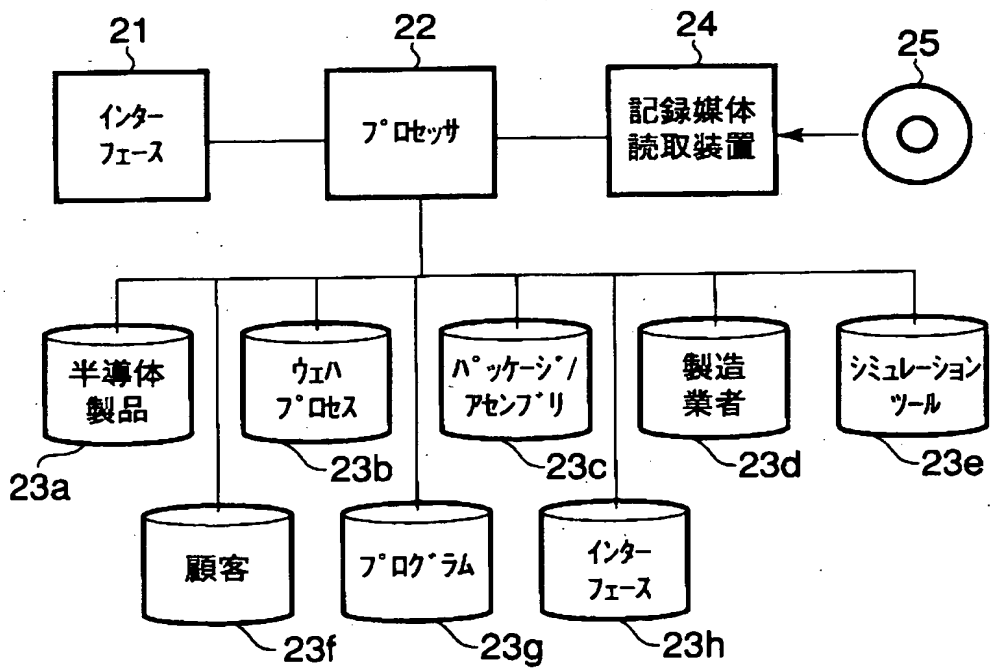 21
22
24
25
インター
フェース
プロセッサ
記録媒体
読取装置
半導体
製品
ウェハ
プロセス
パッケージ/
アセンブリ
製造
業者
シミュレーション
ツール
23a
23b
23c
23d
23e
顧客
プログラム
インター
フェース
23f
23g
23h